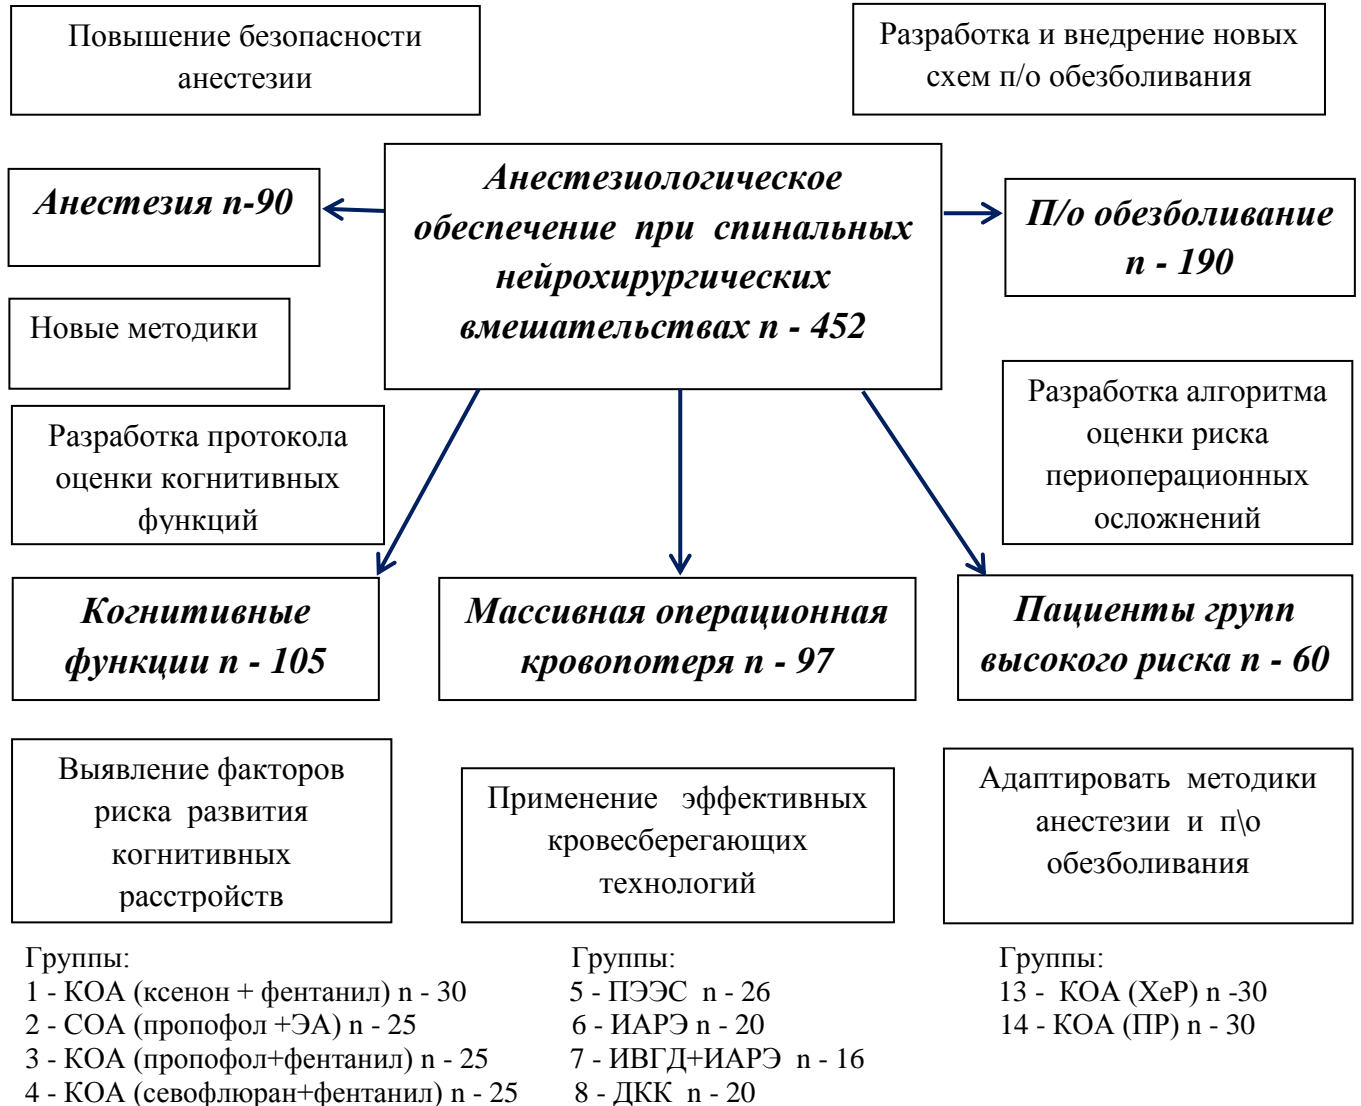 Повышение безопасности
анестезии
Разработка и внедрение новых
схем п/о обезболивания
Анестезия n-90
Анестезиологическое
обеспечение при спинальных
нейрохирургических
вмешательствах n - 452
П/о обезболивание
n - 190
Новые методики
Разработка протокола
оценки когнитивных
функций
Разработка алгоритма
оценки риска
периоперационных
осложнений
Когнитивные
функции n - 105
Массивная операционная
кровопотеря n - 97
Пациенты групп
высокого риска n - 60
Выявление факторов
риска развития
когнитивных
расстройств
Применение эффективных
кровесберегающих
технологий
Адаптировать методики
анестезии и п\о
обезболивания
Группы:
1 - КОА (ксенон + фентанил) n - 30
2 - СОА (пропофол +ЭА) n - 25
3 - КОА (пропофол+фентанил) n - 25
4 - КОА (севофлюран+фентанил) n - 25
Группы:
5 - ПЭЭС n - 26
6 - ИАРЭ n - 20
7 - ИВГД+ИАРЭ n - 16
8 - ДКК n - 20
Группы:
13 - КОА (ХеР) n -30
14 - КОА (ПР) n - 30